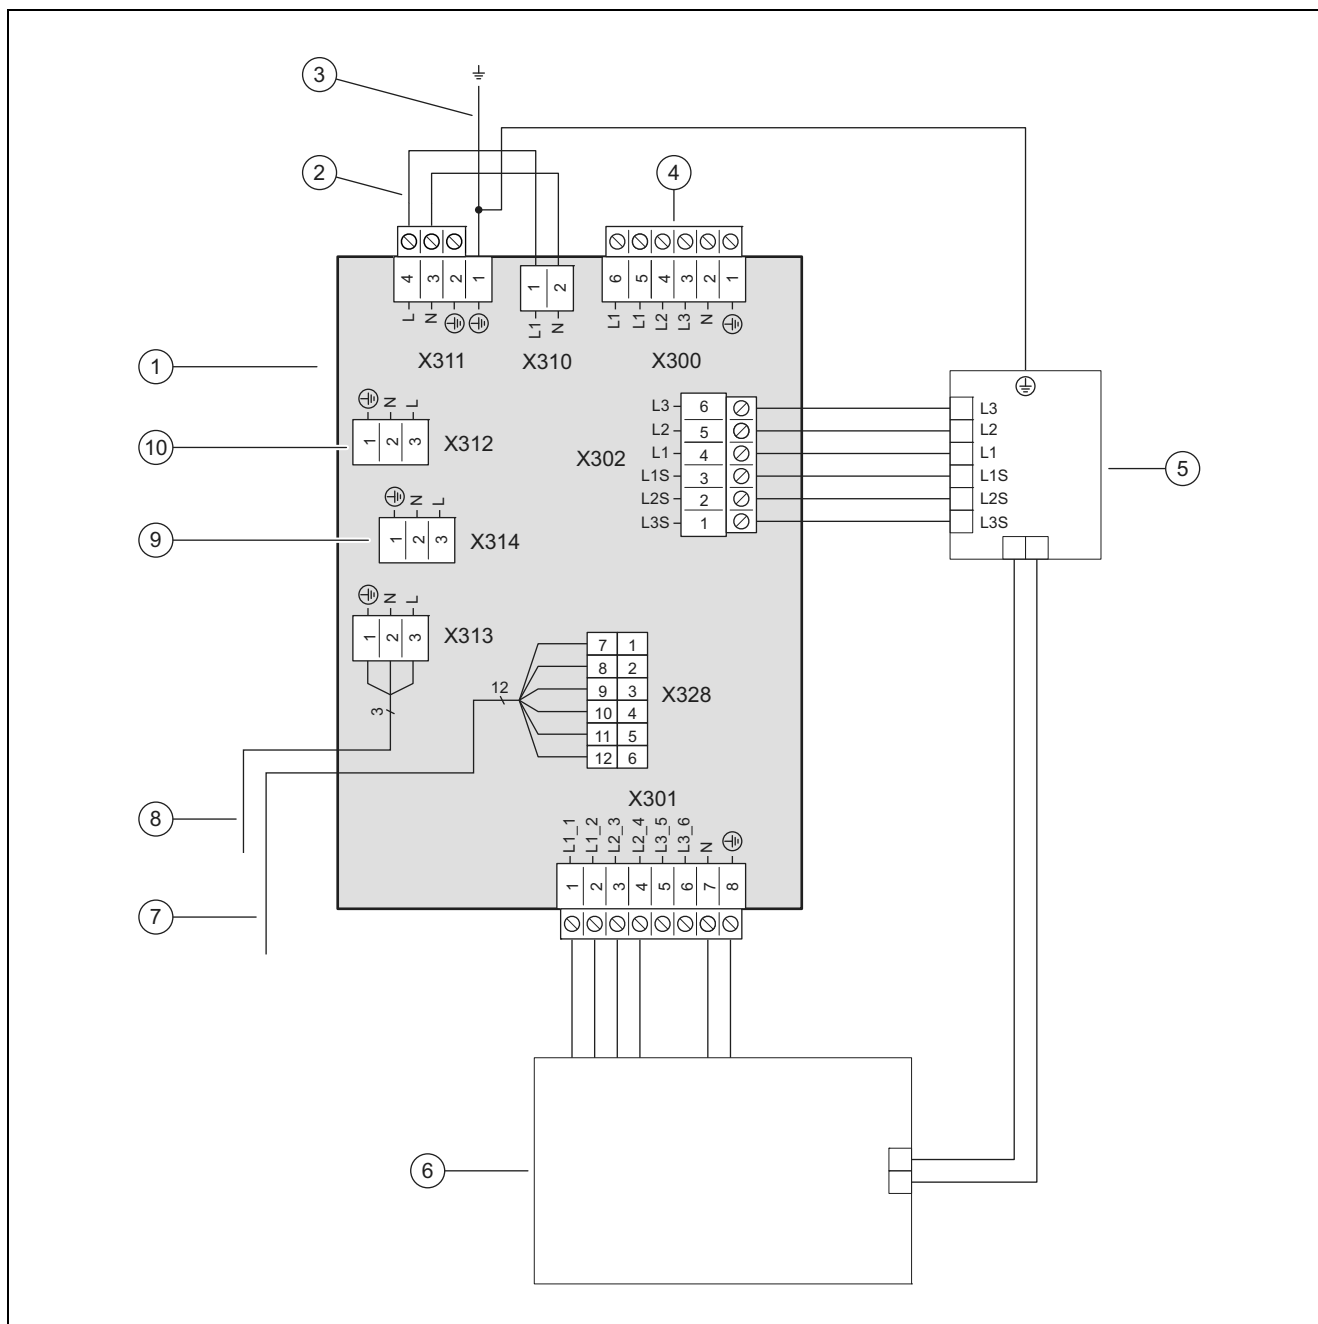 3
2
4
4 3 2 1
L N
X311
1 2
L1 N
X310
6 5 4 3 2 1
L1 L1 L2 L3 N
X300
1
N L
1 2 3
X312
10
L3 6
L2 5
L1 4
L1S 3
L2S 2
L3S 1
X302
L3
L2
L1
L1S
L2S
L3S
5
N L
1 2 3
X314
9
N L
1 2 3
X313
3
12
7 1
8 2
9 3
10 4
11 5
12 6
X328
8
7
X301
L1_1 L1_2 L2_3 L2_4 L3_5 L3_6 N
1 2 3 4 5 6 7 8
6